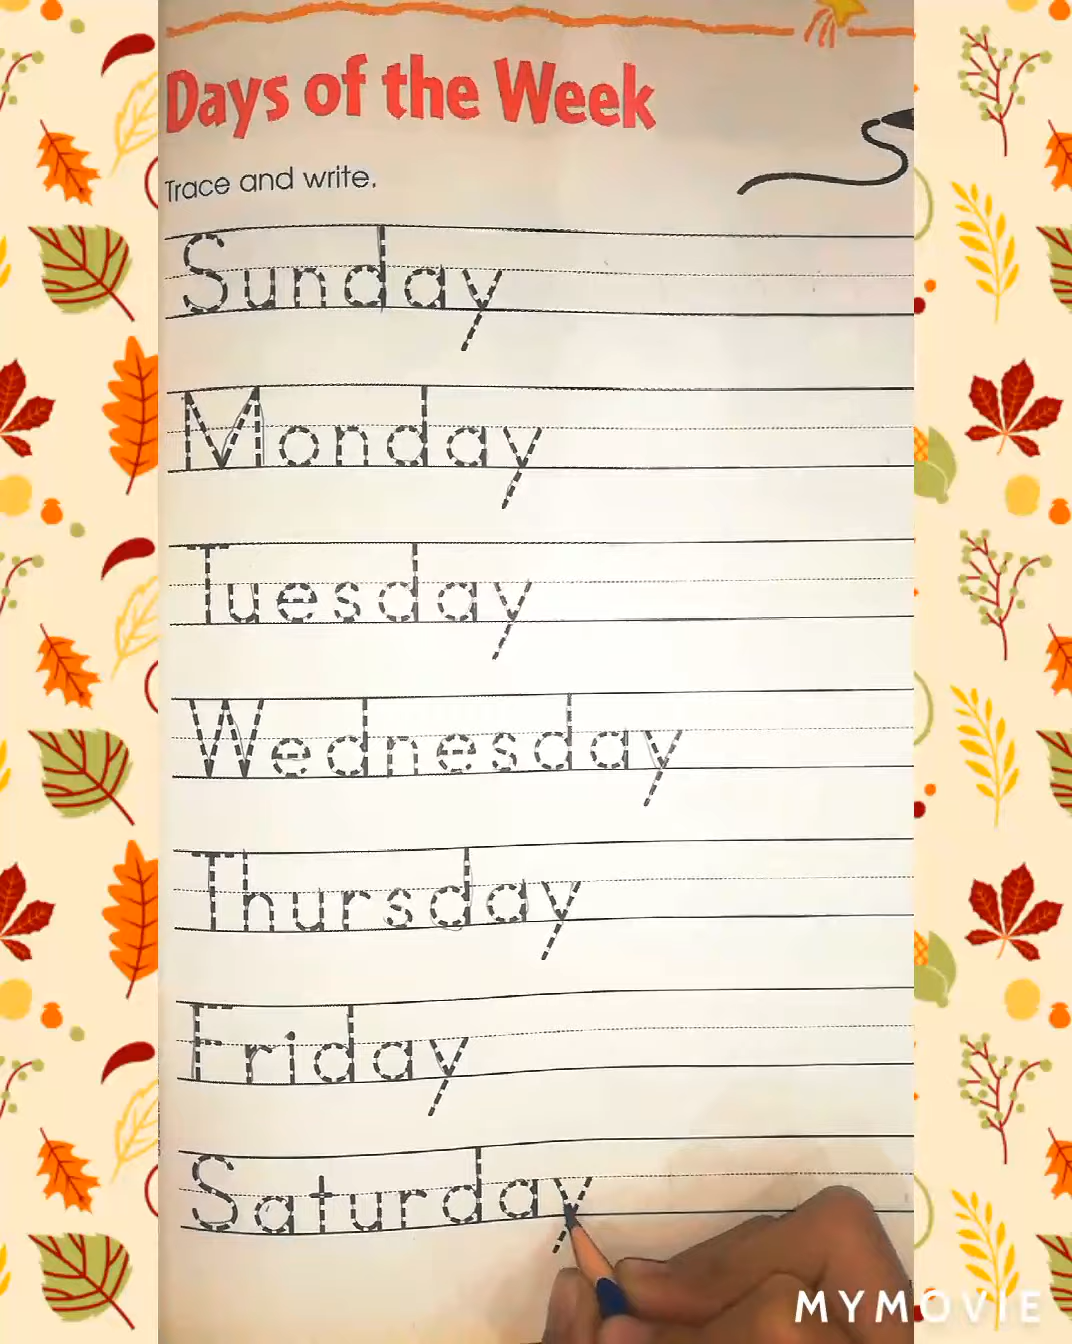 Days of the Week
Trace and write.
Sunday
Monday
Tuesday
Wednesday
Thursday
Friday
Saturday
MYMOVIE